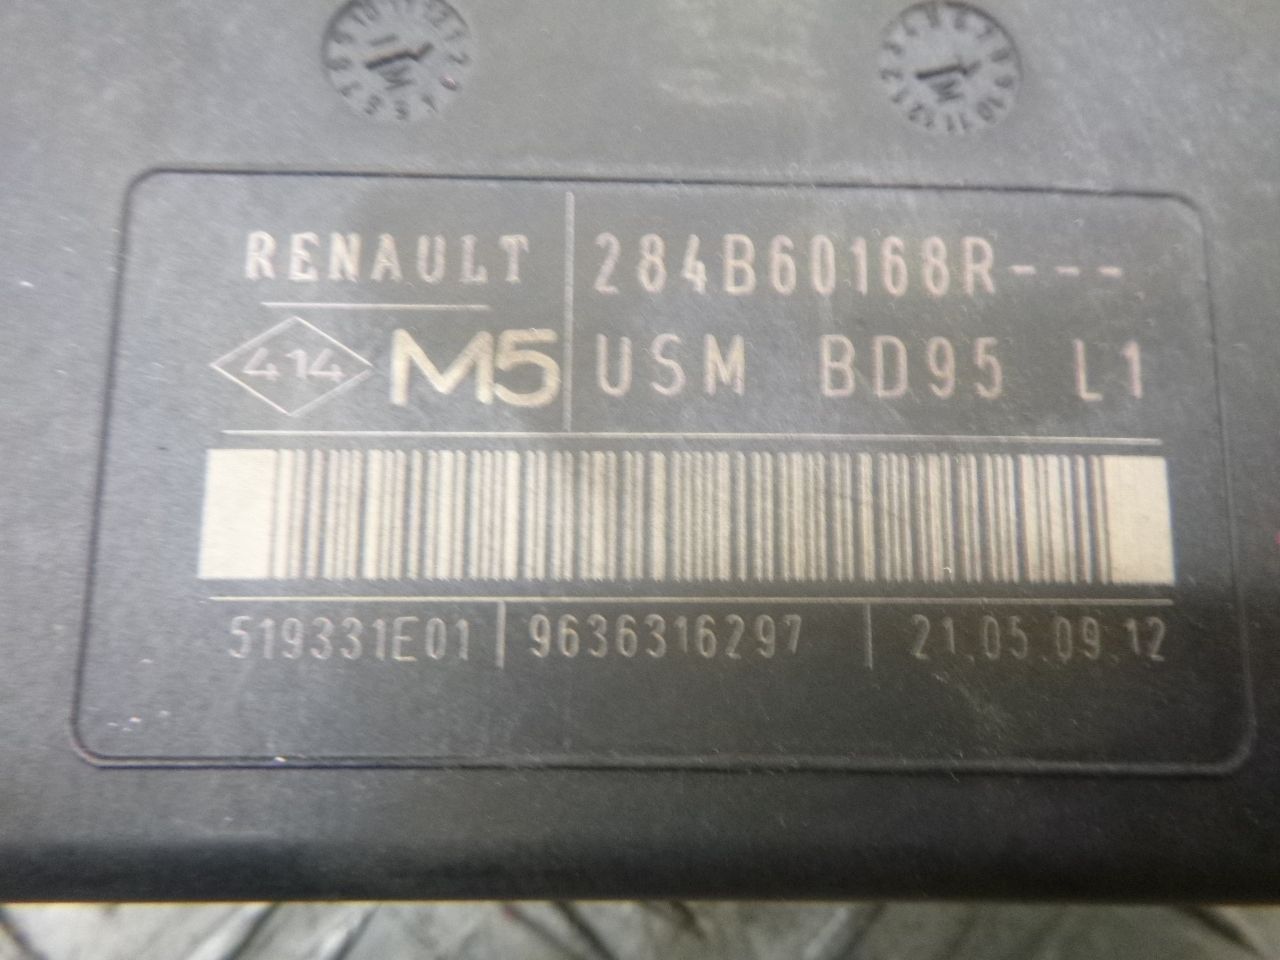 RENAULT
284B60168R---
414
M5
USM BD95 L1
519331E01
9636316297
21.05.09.12